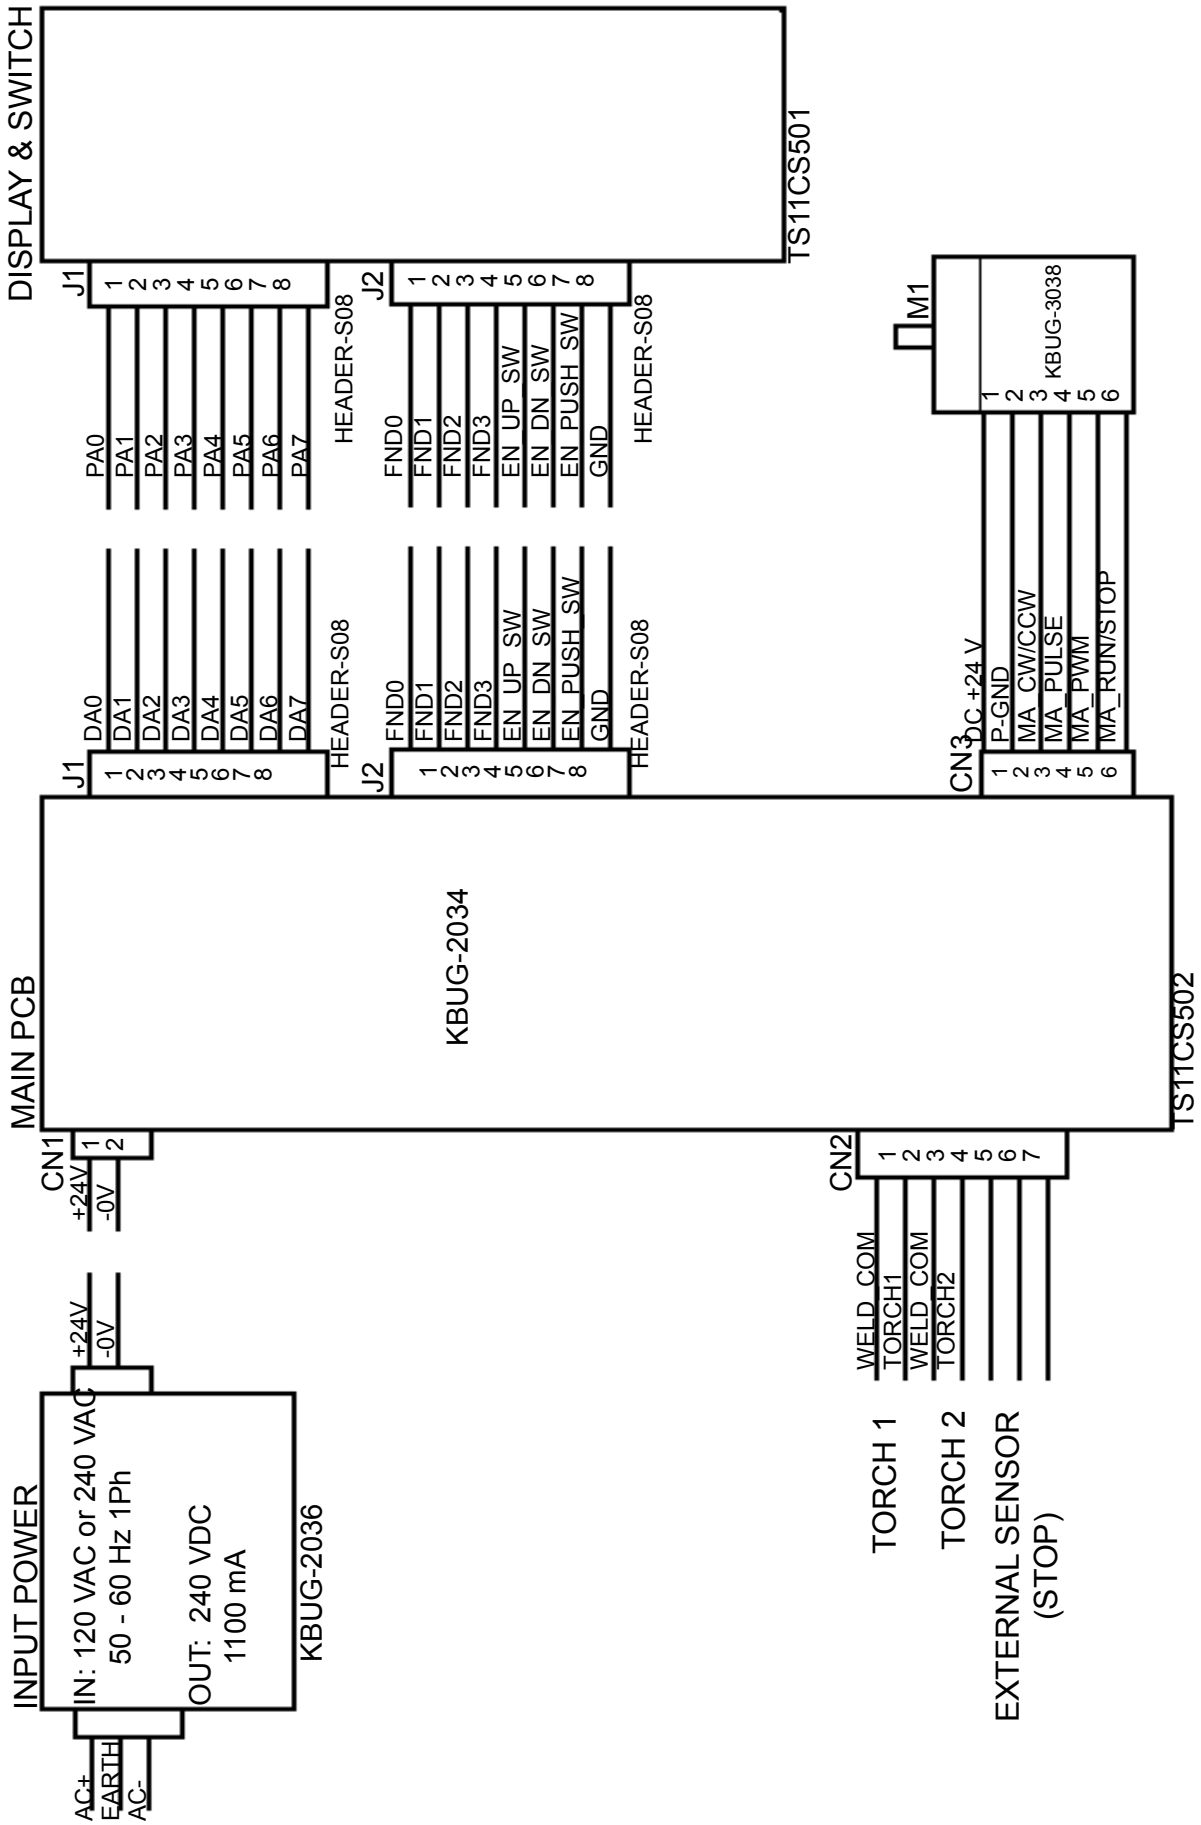 INPUT POWER
IN: 120 VAC or 240 VAC
50 - 60 Hz 1Ph
OUT: 240 VDC
1100 mA
KBUG-2036
AC+
EARTH
AC-
+24V
-0V
+24V
-0V
CN1
1
2
MAIN PCB
KBUG-2034
TS11CS502
CN2
1
2
3
4
5
6
7
WELD_COM
TORCH1
WELD_COM
TORCH2
TORCH 1
TORCH 2
EXTERNAL SENSOR
(STOP)
J1
1
2
3
4
5
6
7
8
DA0
DA1
DA2
DA3
DA4
DA5
DA6
DA7
HEADER-S08
J2
1
2
3
4
5
6
7
8
FND0
FND1
FND2
FND3
EN_UP_SW
EN_DN_SW
EN_PUSH_SW
GND
HEADER-S08
CN3
1
2
3
4
5
6
DC +24 V
P-GND
MA_CW/CCW
MA_PULSE
MA_PWM
MA_RUN/STOP
DISPLAY & SWITCH
J1
1
2
3
4
5
6
7
8
PA0
PA1
PA2
PA3
PA4
PA5
PA6
PA7
HEADER-S08
J2
1
2
3
4
5
6
7
8
FND0
FND1
FND2
FND3
EN_UP_SW
EN_DN_SW
EN_PUSH_SW
GND
HEADER-S08
TS11CS501
M1
1
2
3
4
5
6
KBUG-3038